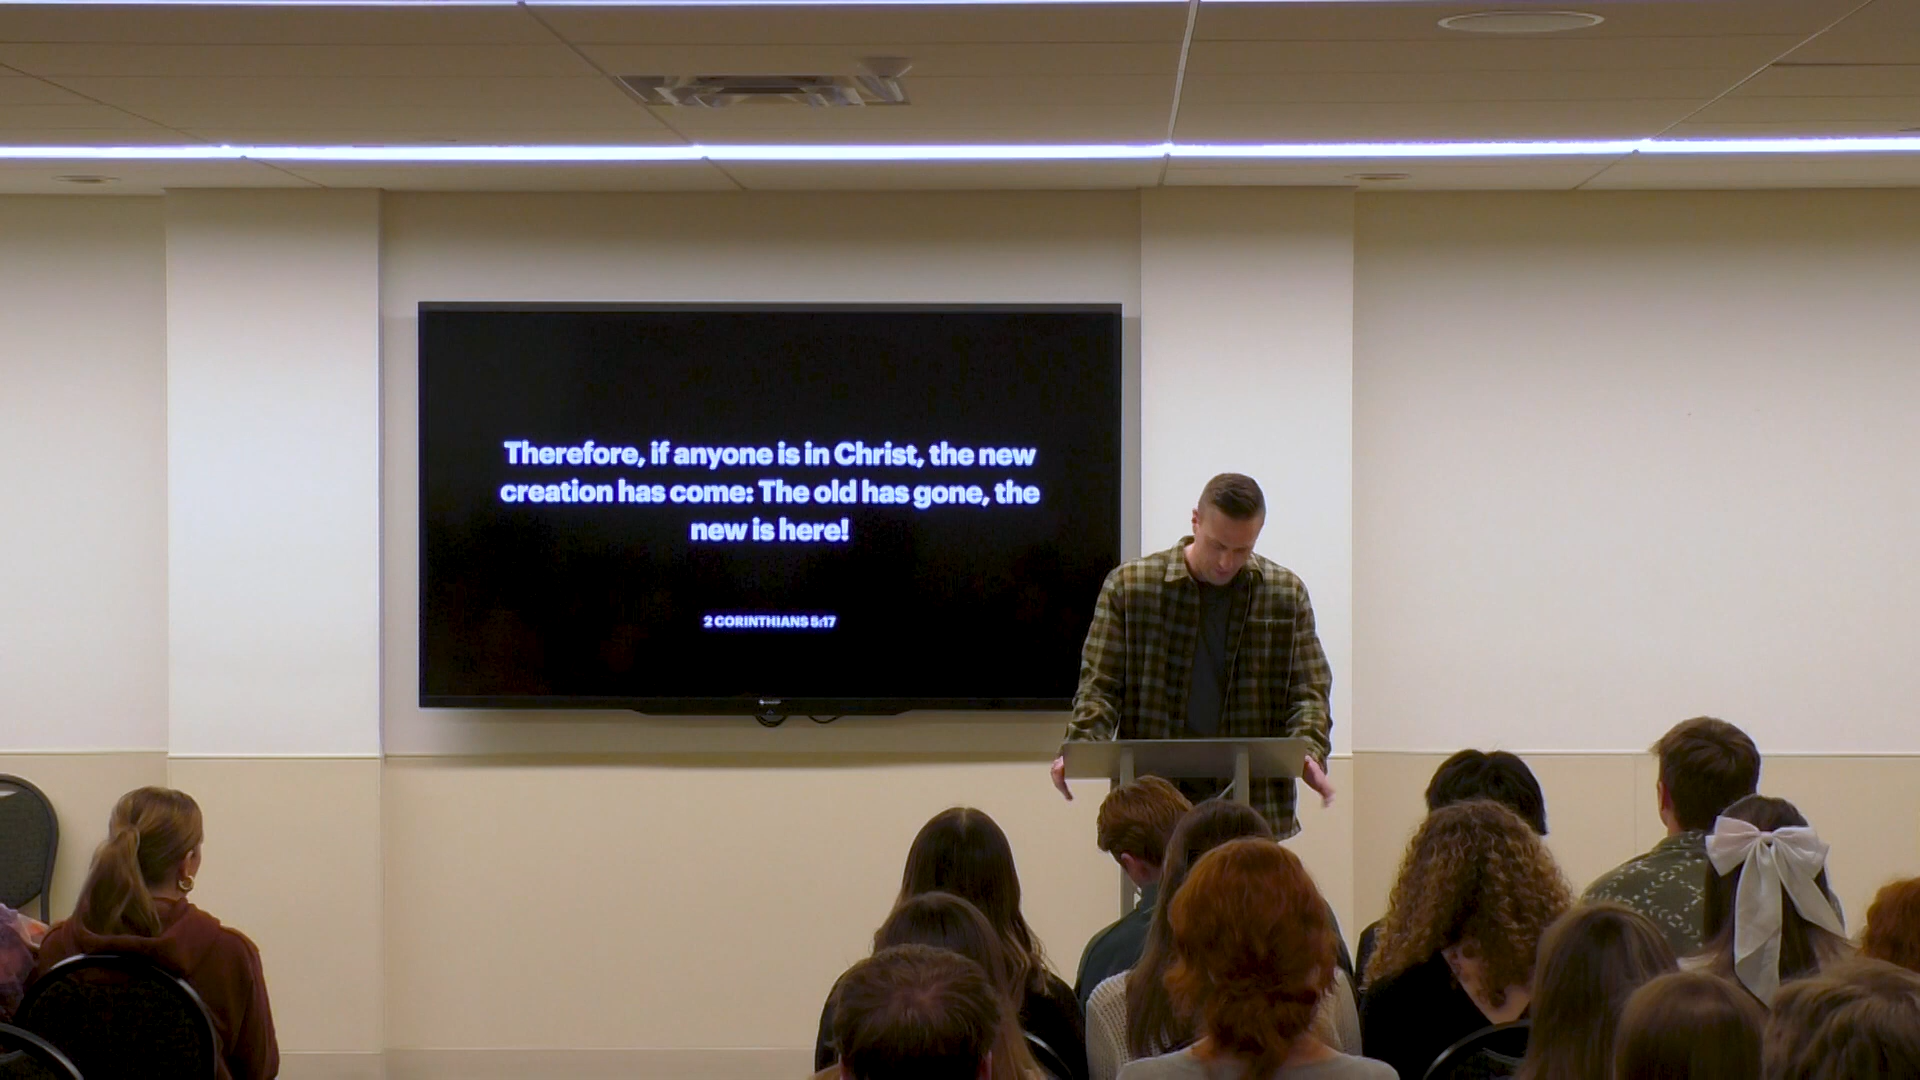 Therefore, if anyone is in Christ, the new
creation has come: The old has gone, the
new is here!
2 CORINTHIANS 5:17